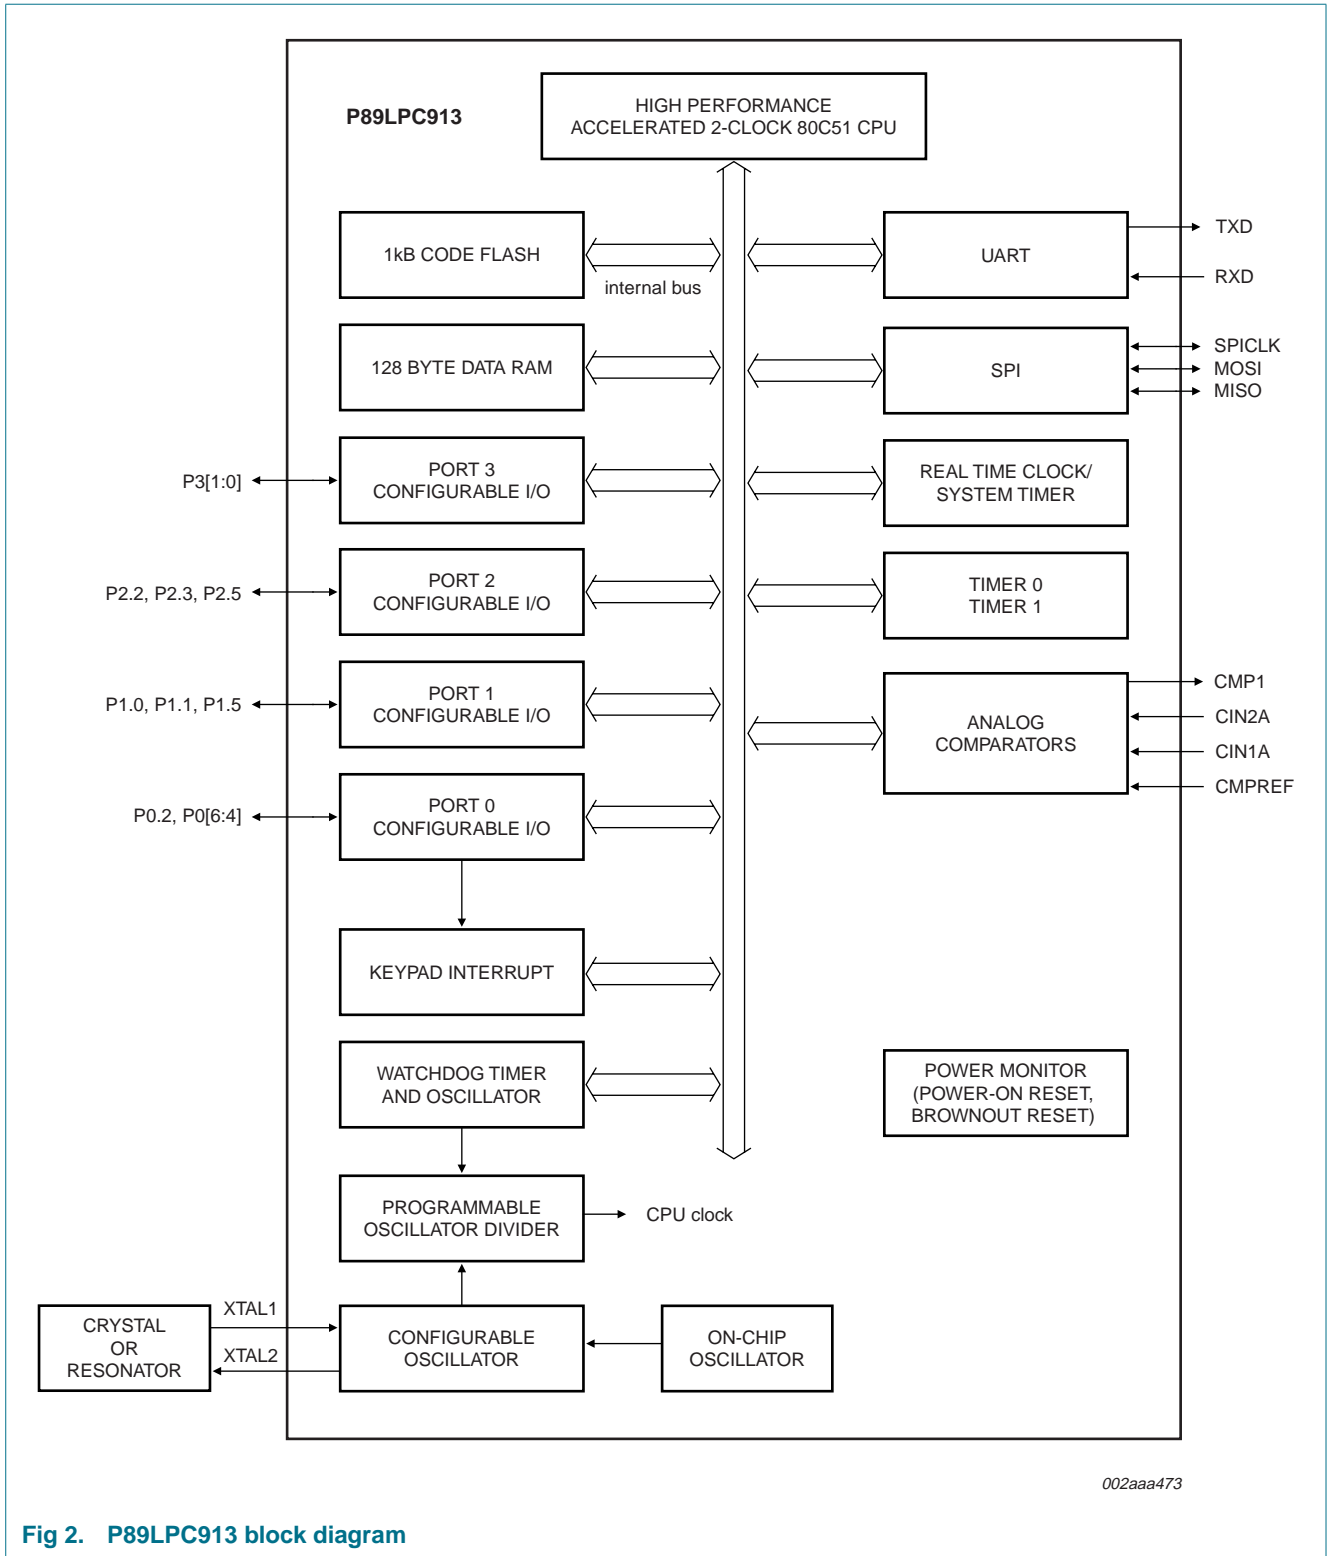 P89LPC913
HIGH PERFORMANCE
ACCELERATED 2-CLOCK 80C51 CPU
1kB CODE FLASH
internal bus
UART
TXD
RXD
128 BYTE DATA RAM
SPI
SPICLK
MOSI
MISO
P3[1:0]
PORT 3
CONFIGURABLE I/O
REAL TIME CLOCK/
SYSTEM TIMER
P2.2, P2.3, P2.5
PORT 2
CONFIGURABLE I/O
TIMER 0
TIMER 1
P1.0, P1.1, P1.5
PORT 1
CONFIGURABLE I/O
ANALOG
COMPARATORS
CMP1
CIN2A
CIN1A
CMPREF
P0.2, P0[6:4]
PORT 0
CONFIGURABLE I/O
KEYPAD INTERRUPT
WATCHDOG TIMER
AND OSCILLATOR
POWER MONITOR
(POWER-ON RESET,
BROWNOUT RESET)
PROGRAMMABLE
OSCILLATOR DIVIDER
CPU clock
CRYSTAL
OR
RESONATOR
XTAL1
XTAL2
CONFIGURABLE
OSCILLATOR
ON-CHIP
OSCILLATOR
002aaa473
Fig 2. P89LPC913 block diagram